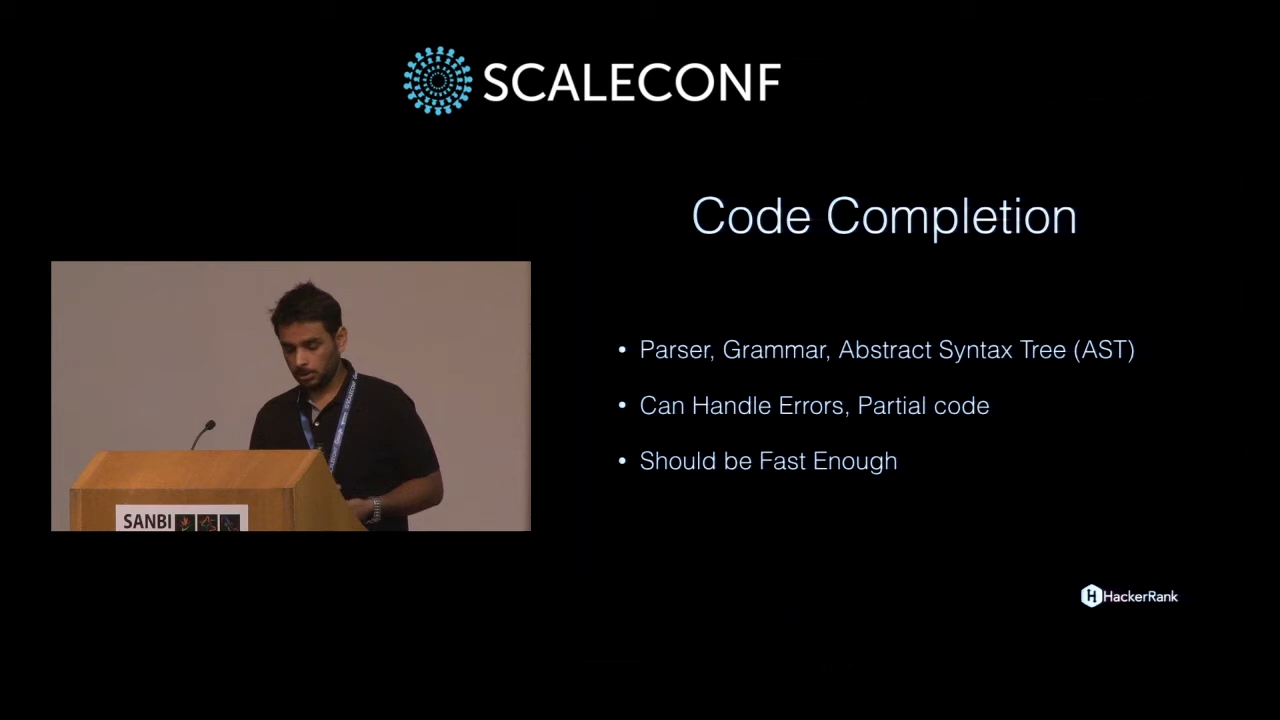 SCALECONF
Code Completion
• Parser, Grammar, Abstract Syntax Tree (AST)
• Can Handle Errors, Partial code
• Should be Fast Enough
SANBI
HackerRank